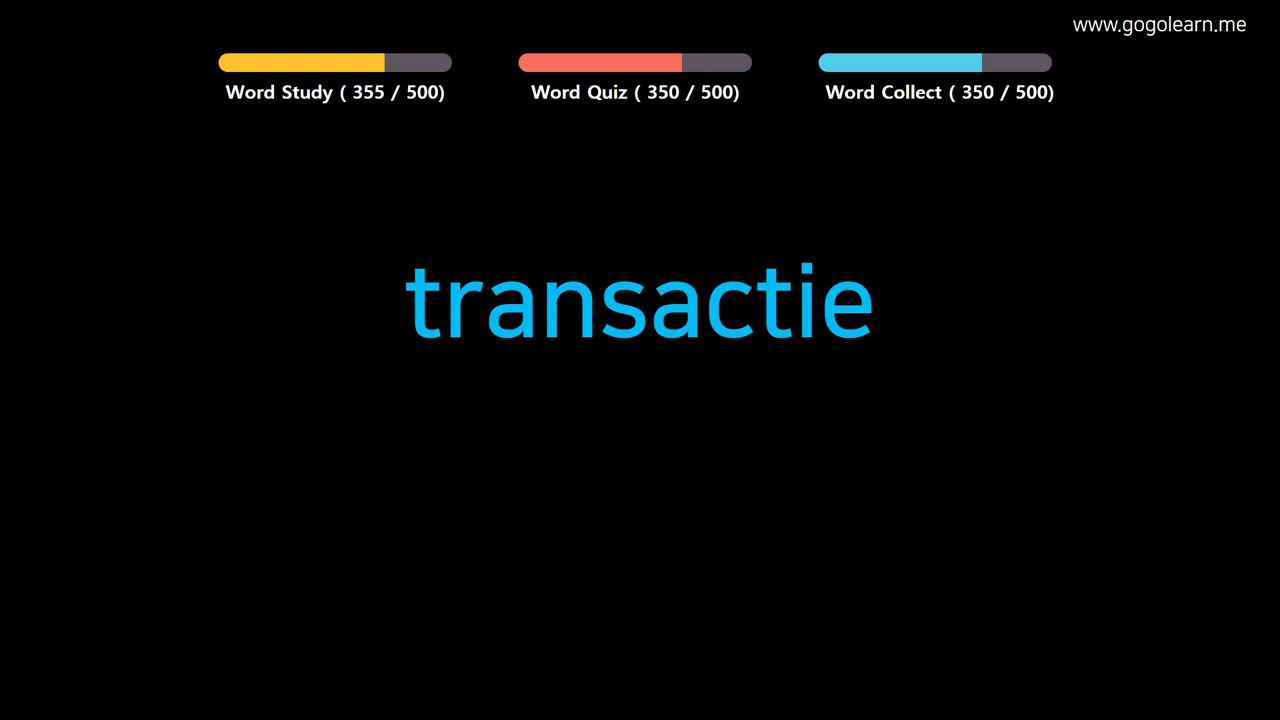 www.gogolearn.me
Word Study ( 355 / 500)
Word Quiz ( 350 / 500)
Word Collect ( 350 / 500)
transactie